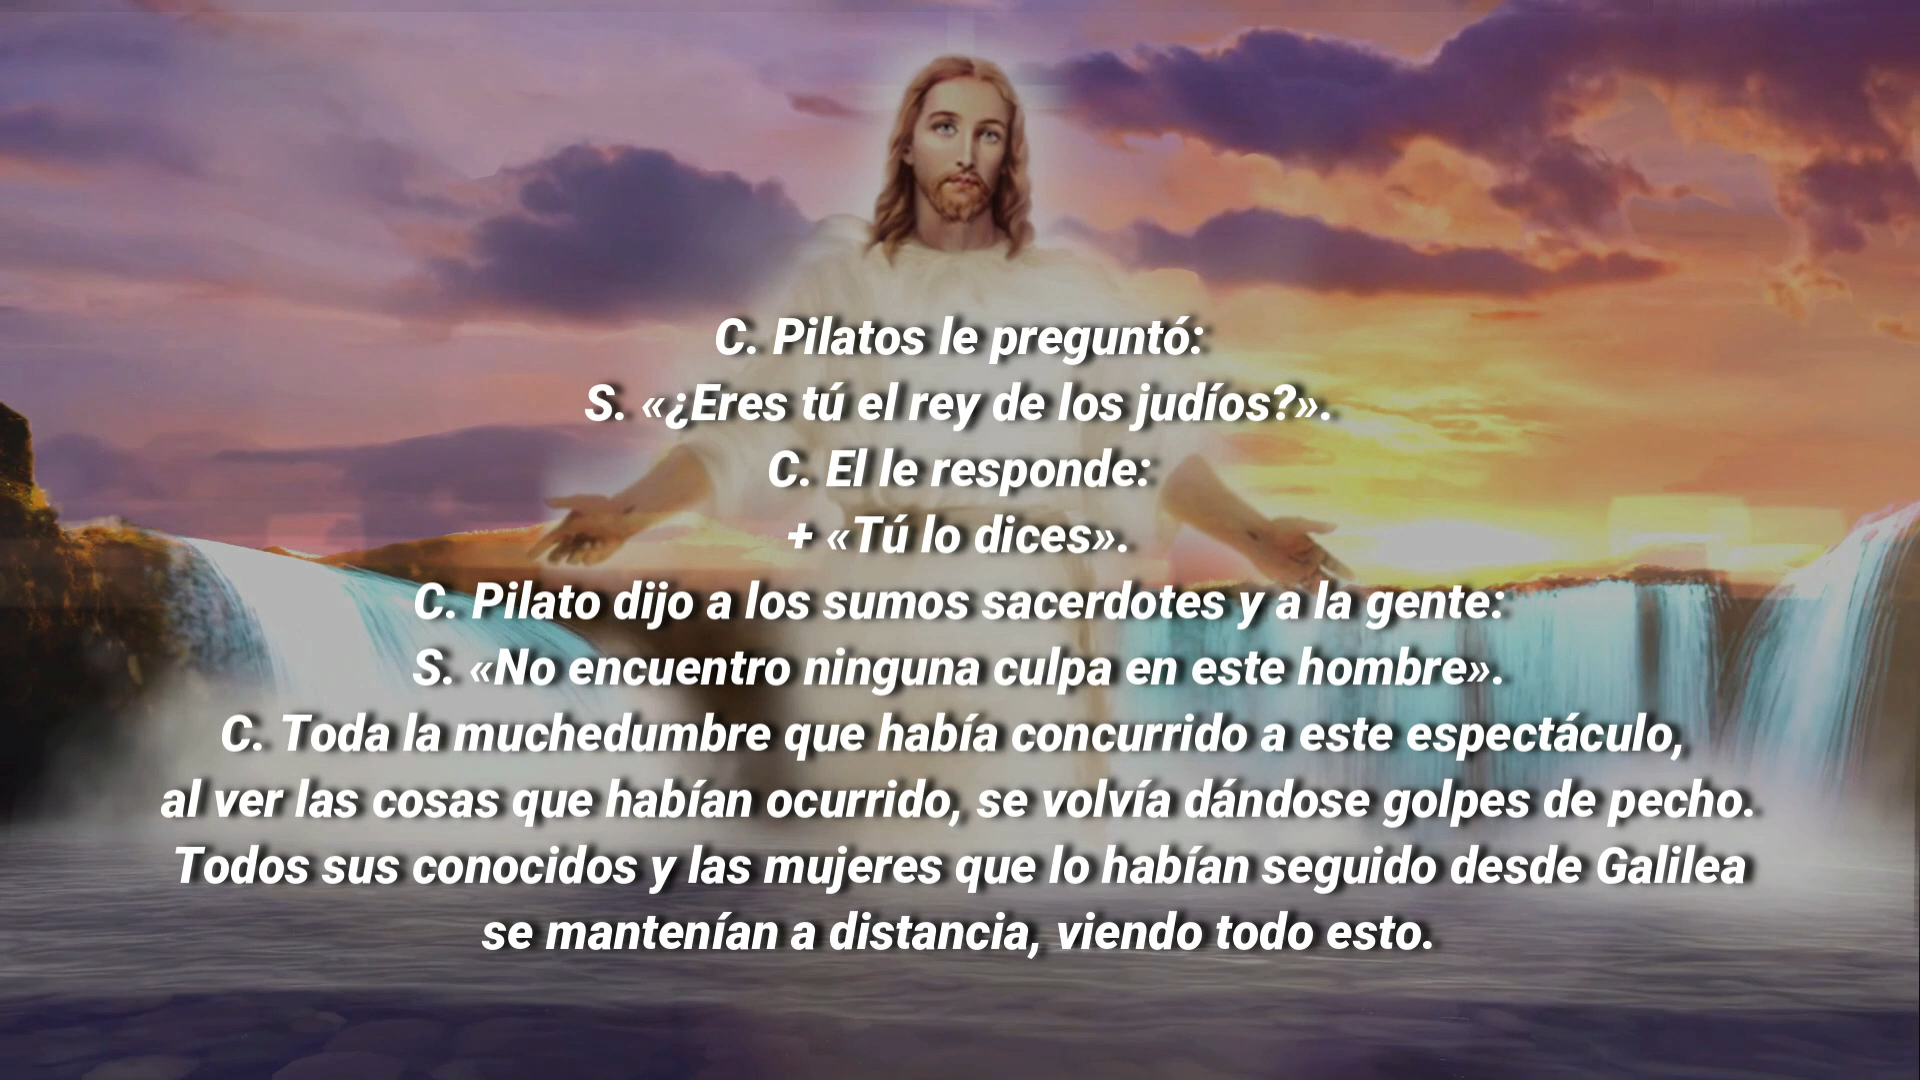 C. Pilatos le preguntó:
S. «¿Eres tú el rey de los judíos?».
C. El le responde:
+ «Tú lo dices».
C. Pilato dijo a los sumos sacerdotes y a la gente:
S. «No encuentro ninguna culpa en este hombre».
C. Toda la muchedumbre que había concurrido a este espectáculo,
al ver las cosas que habían ocurrido, se volvía dándose golpes de pecho.
Todos sus conocidos y las mujeres que lo habían seguido desde Galilea
se mantenían a distancia, viendo todo esto.